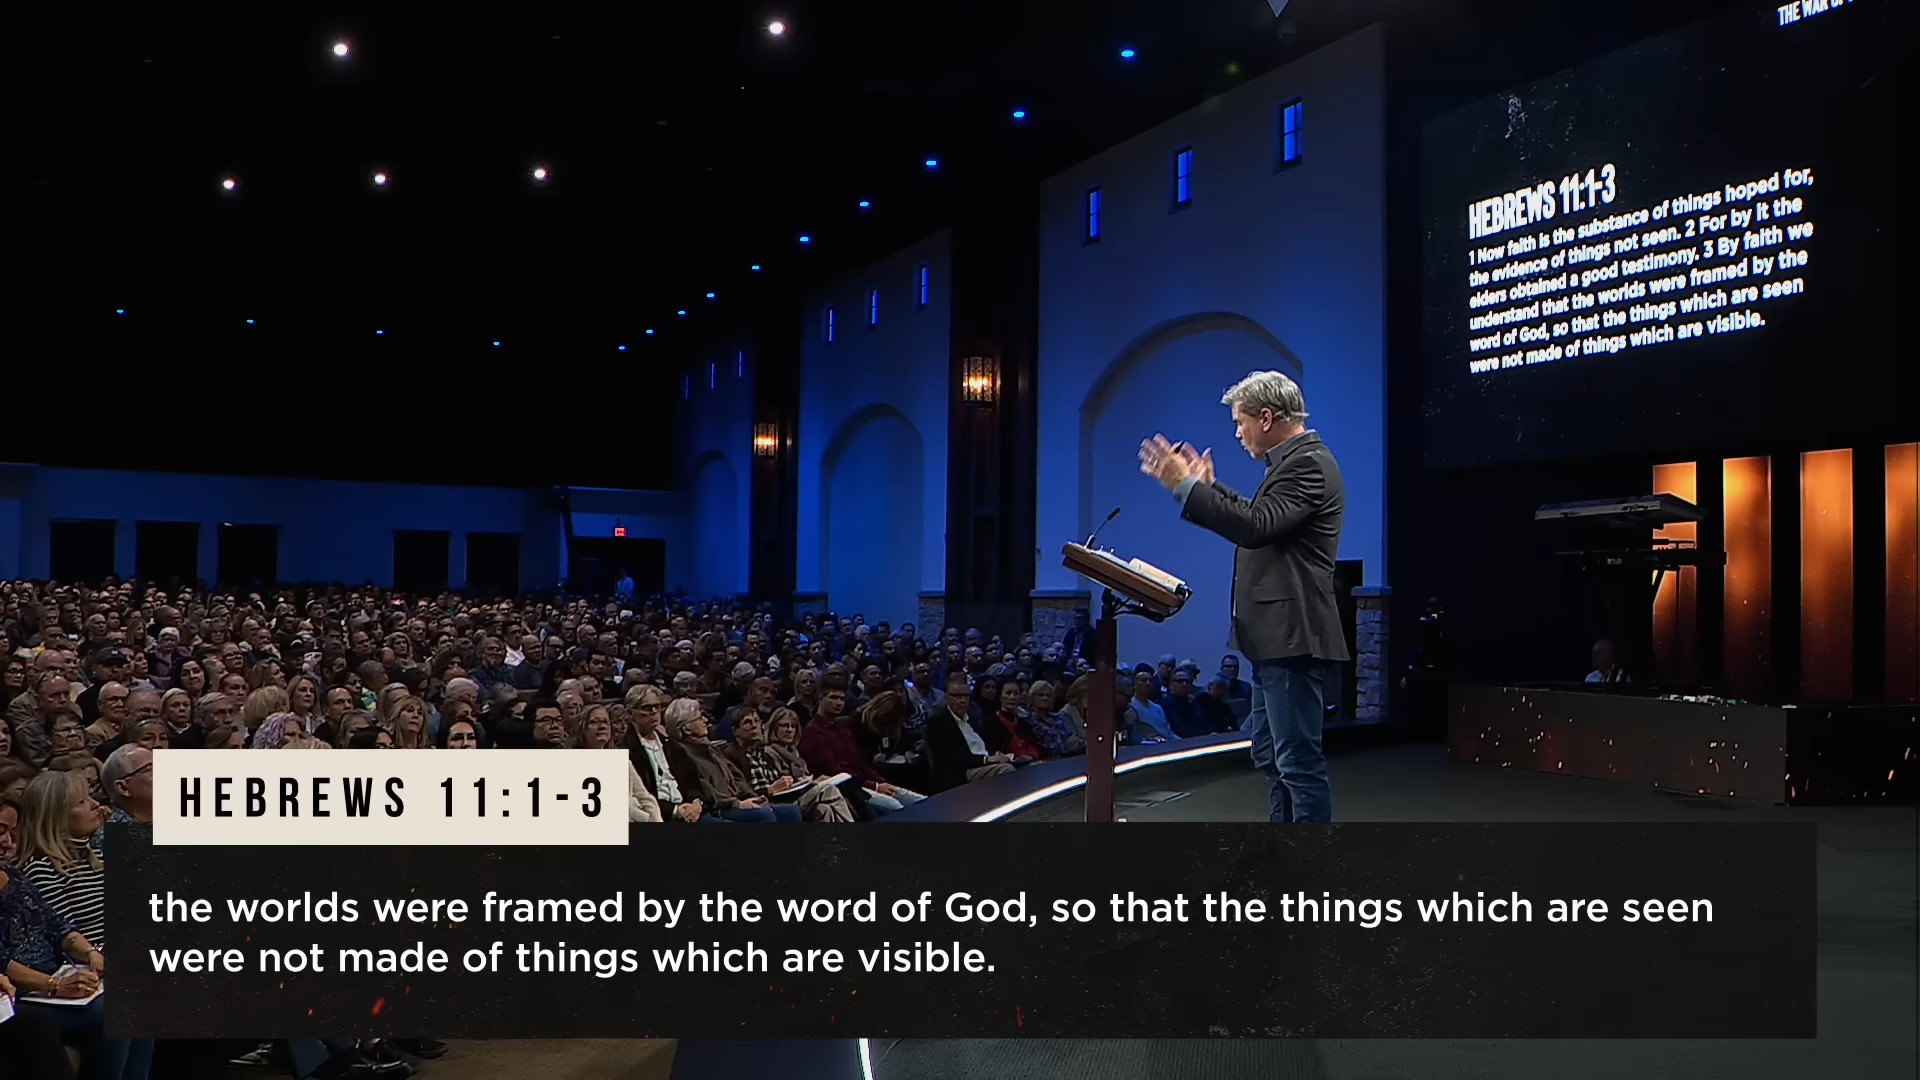 THE WAR OF
HEBREWS 11:1-3
1 Now faith is the substance of things hoped for,
the evidence of things not seen. 2 For by it the
elders obtained a good testimony. 3 By faith we
understand that the worlds were framed by the
word of God, so that the things which are seen
were not made of things which are visible.
HEBREWS 11:1-3
the worlds were framed by the word of God, so that the things which are seen
were not made of things which are visible.